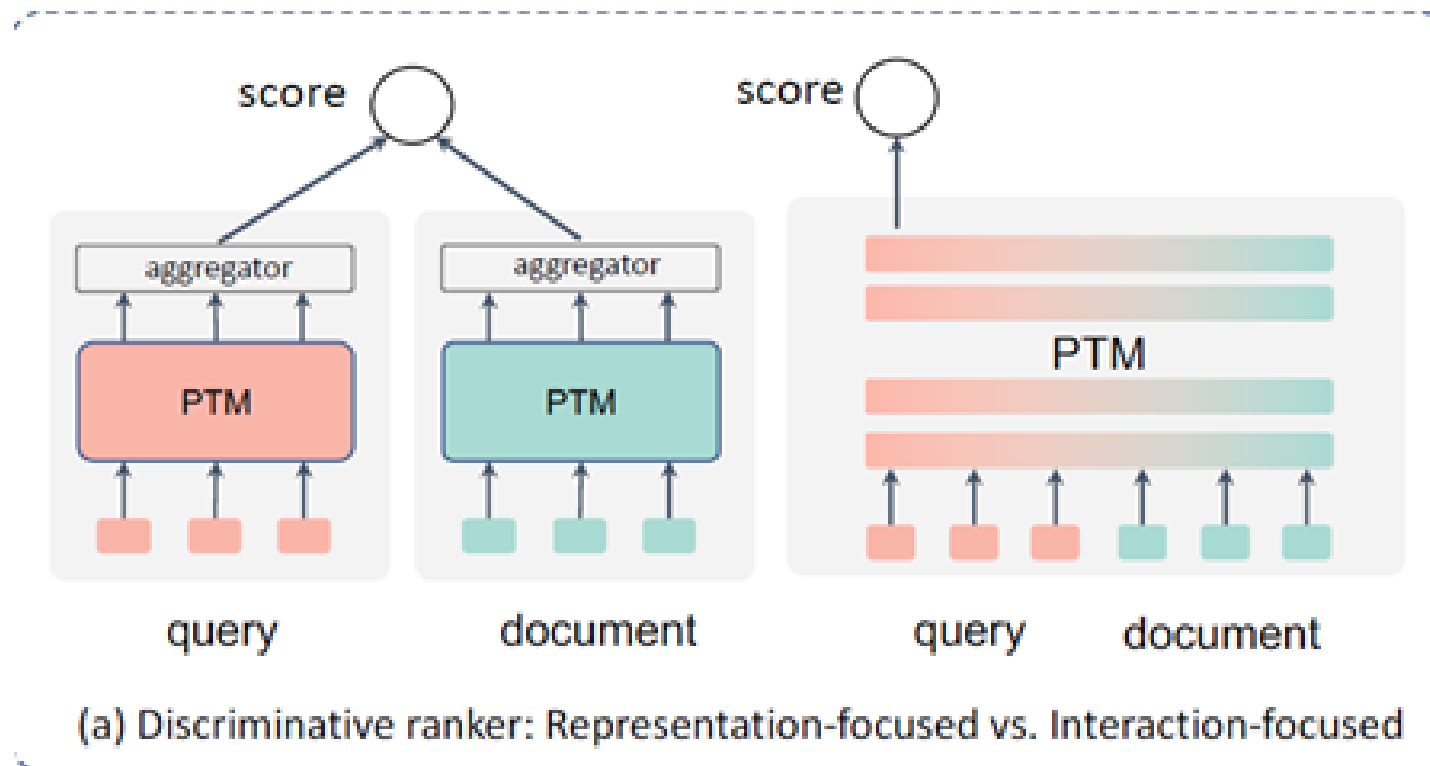 score
score
aggregator
aggregator
PTM
PTM
PTM
query
document
query
document
(a) Discriminative ranker: Representation-focused vs. Interaction-focused